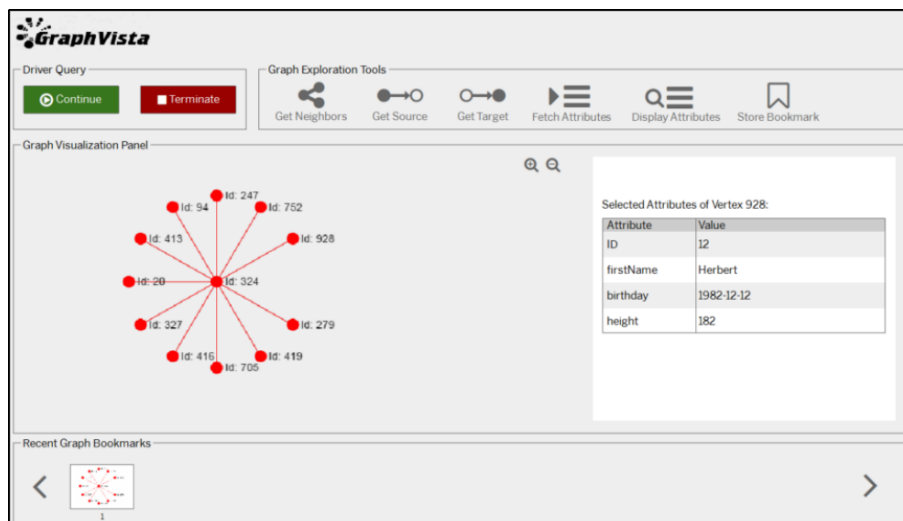 GraphVista
Driver Query
Continue
Terminate
Graph Exploration Tools
Get Neighbors
Get Source
Get Target
Fetch Attributes
Display Attributes
Store Bookmark
Graph Visualization Panel
Id: 247
Id: 94
Id: 752
Id: 413
Id: 928
Id: 20
Id: 324
Id: 327
Id: 279
Id: 416
Id: 419
Id: 705
Selected Attributes of Vertex 928:
Attribute Value
ID 12
firstName Herbert
birthday 1982-12-12
height 182
Recent Graph Bookmarks
1